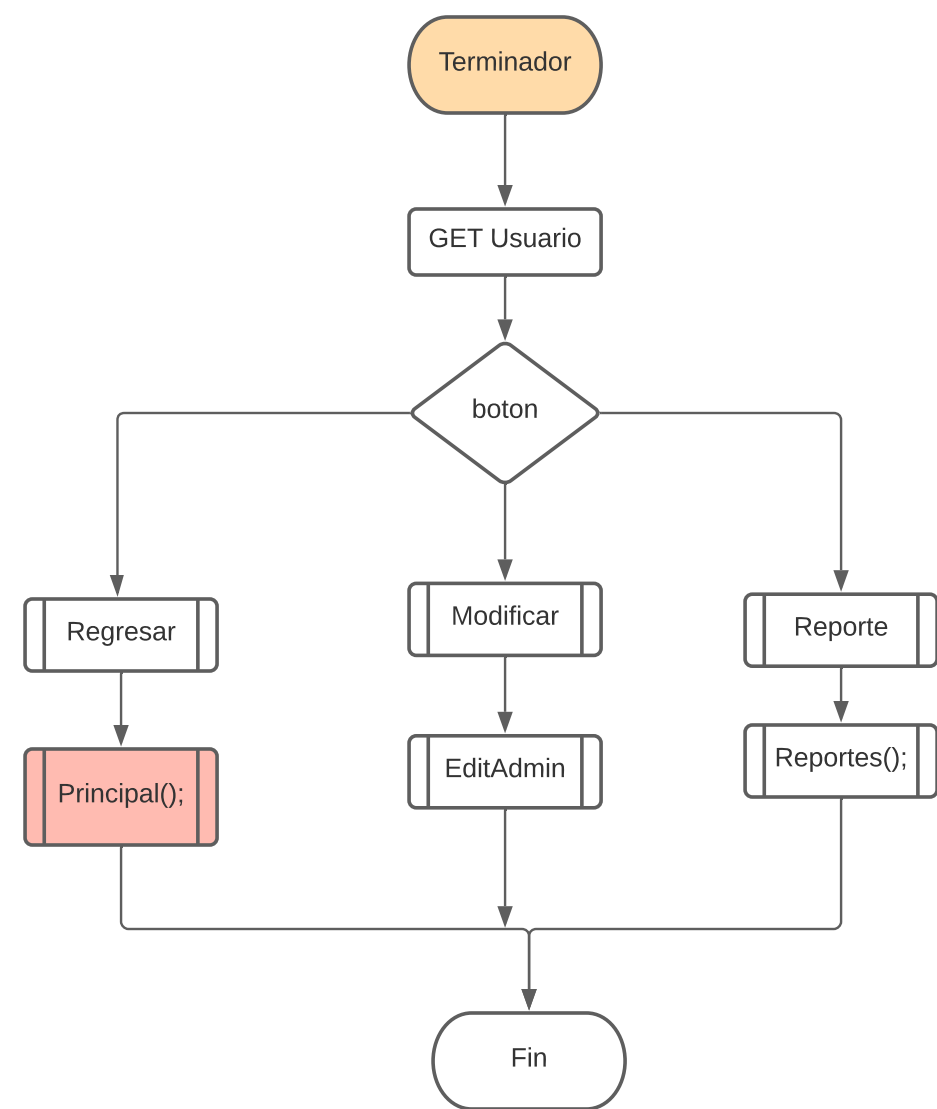 Terminador
GET Usuario
boton
Regresar
Modificar
Reporte
Principal();
EditAdmin
Reportes();
Fin